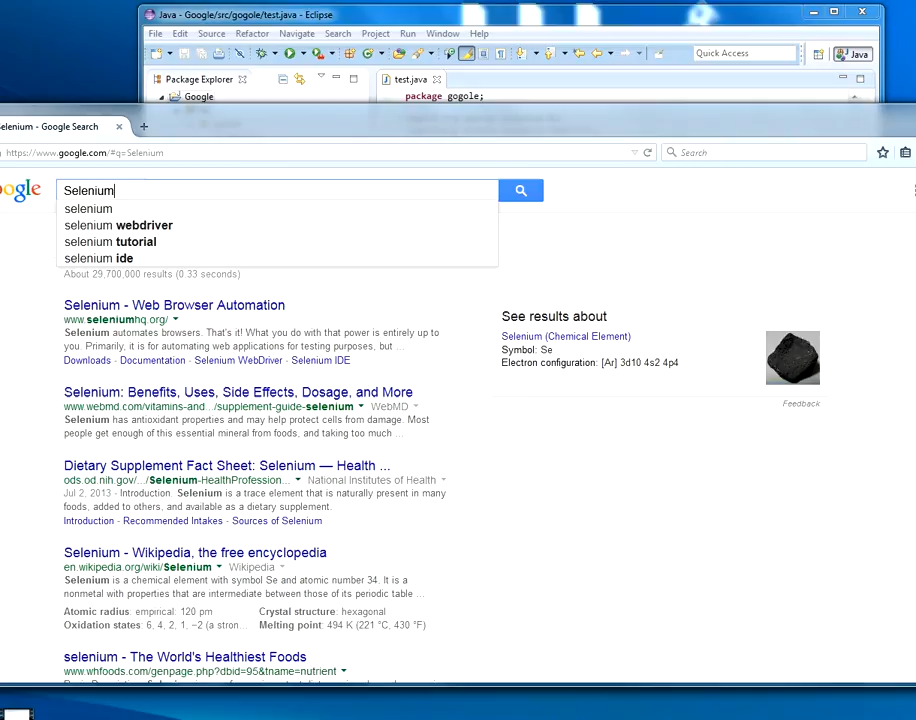 Java - Google/src/gogole/test.java - Eclipse
File Edit Source Refactor Navigate Search Project Run Window Help
Quick Access Java
Package Explorer
test.java
Google
package gogole;
Selenium - Google Search
https://www.google.com/#q=Selenium
Search
ogle
Selenium
selenium
selenium webdriver
selenium tutorial
selenium ide
About 29,700,000 results (0.33 seconds)
Selenium - Web Browser Automation
www.seleniumhq.org/
Selenium automates browsers. That's it! What you do with that power is entirely up to
you. Primarily, it is for automating web applications for testing purposes, but ...
Downloads - Documentation - Selenium WebDriver - Selenium IDE
Selenium: Benefits, Uses, Side Effects, Dosage, and More
www.webmd.com/vitamins-and.../supplement-guide-selenium WebMD
Selenium has antioxidant properties and may help protect cells from damage. Most
people get enough of this essential mineral from foods, and taking too much ...
Dietary Supplement Fact Sheet: Selenium — Health ...
ods.od.nih.gov/.../Selenium-HealthProfession... National Institutes of Health
Jul 2, 2013 - Introduction. Selenium is a trace element that is naturally present in many
foods, added to others, and available as a dietary supplement.
Introduction - Recommended Intakes - Sources of Selenium
Selenium - Wikipedia, the free encyclopedia
en.wikipedia.org/wiki/Selenium Wikipedia
Selenium is a chemical element with symbol Se and atomic number 34. It is a
nonmetal with properties that are intermediate between those of its periodic table ...
Atomic radius: empirical: 120 pm Crystal structure: hexagonal
Oxidation states: 6, 4, 2, 1, −2 (a stron... Melting point: 494 K (221 °C, 430 °F)
selenium - The World's Healthiest Foods
www.whfoods.com/genpage.php?dbid=95&tname=nutrient
See results about
Selenium (Chemical Element)
Symbol: Se
Electron configuration: [Ar] 3d10 4s2 4p4
Feedback